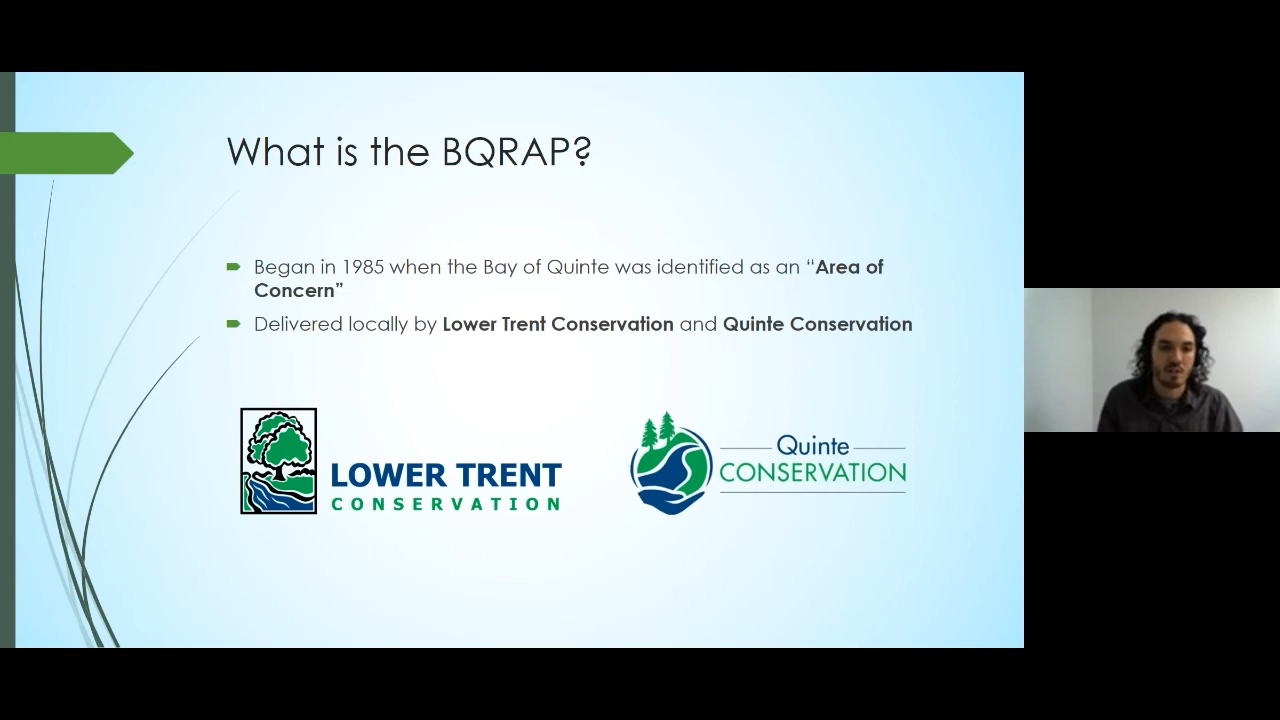 What is the BQRAP?
Began in 1985 when the Bay of Quinte was identified as an “Area of
Concern”
Delivered locally by Lower Trent Conservation and Quinte Conservation
LOWER TRENT
CONSERVATION
Quinte
CONSERVATION